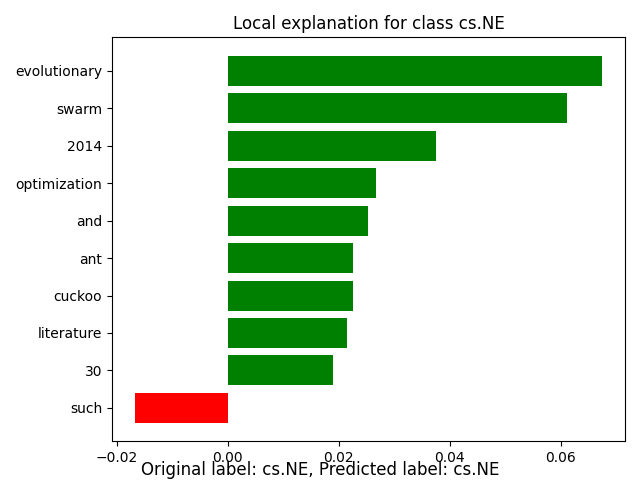 Local explanation for class cs.NE
evolutionary
swarm
2014
optimization
and
ant
cuckoo
literature
30
such
−0.02 0.00 0.02 0.04 0.06
Original label: cs.NE, Predicted label: cs.NE